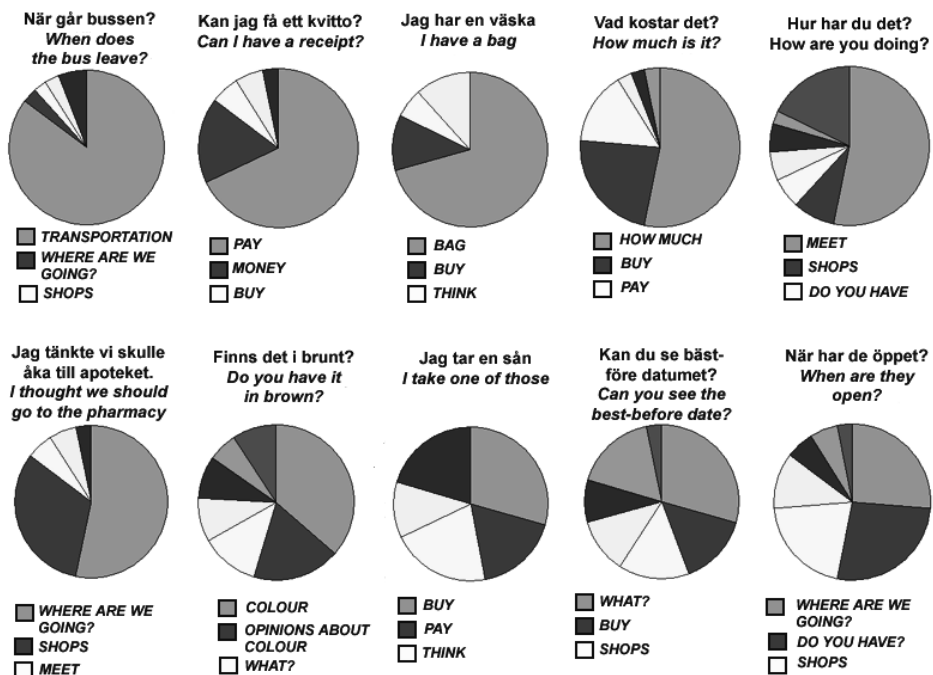 När går bussen?
When does
the bus leave?
TRANSPORTATION
WHERE ARE WE
GOING?
SHOPS
Kan jag få ett kvitto?
Can I have a receipt?
PAY
MONEY
BUY
Jag har en väska
I have a bag
BAG
BUY
THINK
Vad kostar det?
How much is it?
HOW MUCH
BUY
PAY
Hur har du det?
How are you doing?
MEET
SHOPS
DO YOU HAVE
Jag tänkte vi skulle
åka till apoteket.
I thought we should
go to the pharmacy
WHERE ARE WE
GOING?
SHOPS
MEET
Finns det i brunt?
Do you have it
in brown?
COLOUR
OPINIONS ABOUT
COLOUR
WHAT?
Jag tar en sån
I take one of those
BUY
PAY
THINK
Kan du se bäst-
före datumet?
Can you see the
best-before date?
WHAT?
BUY
SHOPS
När har de öppet?
When are they
open?
WHERE ARE WE
GOING?
DO YOU HAVE?
SHOPS